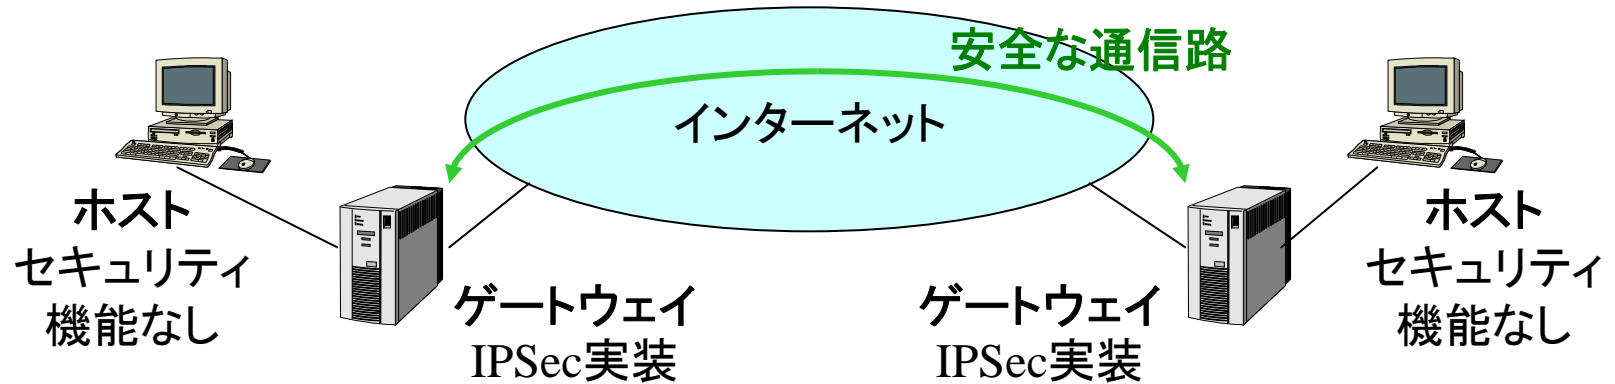 安全な通信路
インターネット
ホスト
セキュリティ
機能なし
ゲートウェイ
IPSec実装
ゲートウェイ
IPSec実装
ホスト
セキュリティ
機能なし